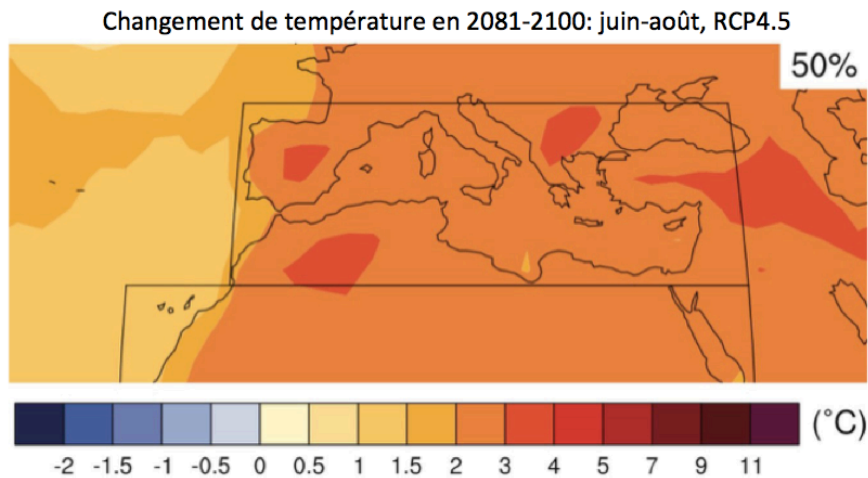 Changement de température en 2081-2100: juin-août, RCP4.5
50%
(°C)
-2 -1.5 -1 -0.5 0 0.5 1 1.5 2 3 4 5 7 9 11